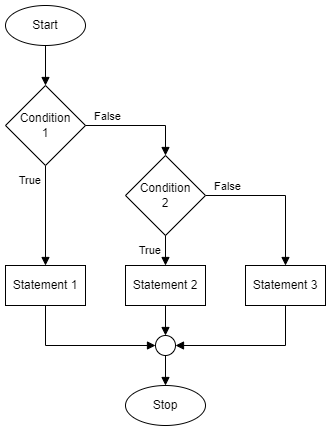 Start
Condition
1
False
True
Condition
2
False
True
Statement 1
Statement 2
Statement 3
Stop